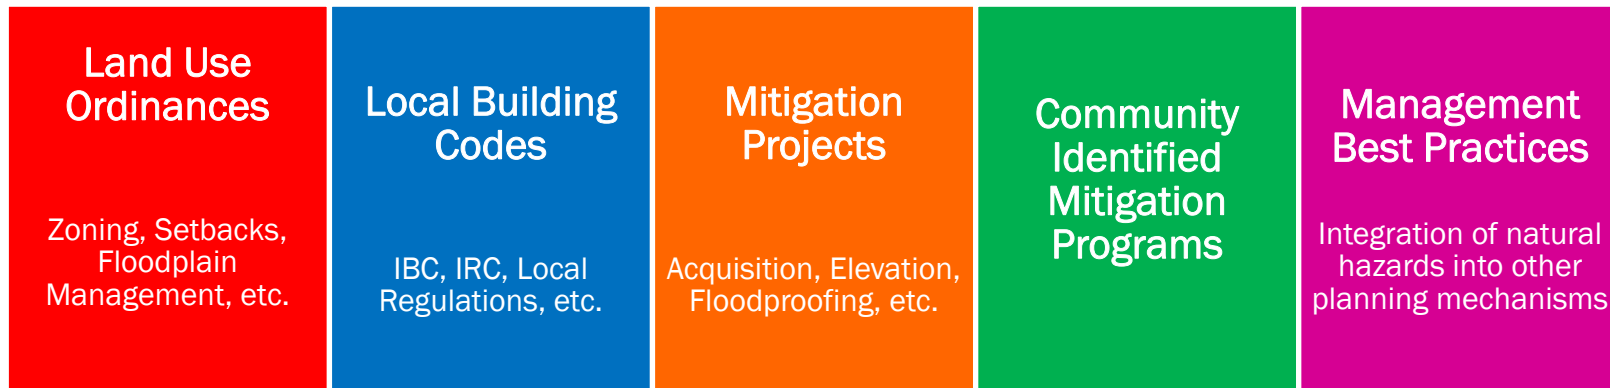 Land Use
Ordinances
Zoning, Setbacks,
Floodplain
Management, etc.
Local Building
Codes
IBC, IRC, Local
Regulations, etc.
Mitigation
Projects
Acquisition, Elevation,
Floodproofing, etc.
Community
Identified
Mitigation
Programs
Management
Best Practices
Integration of natural
hazards into other
planning mechanisms